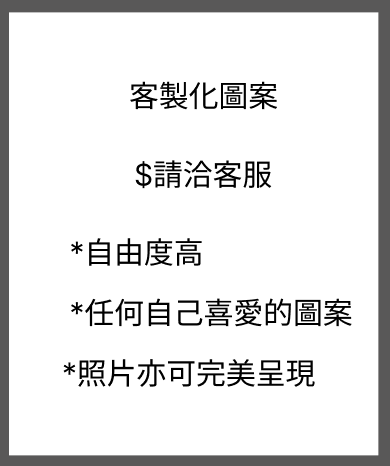 客製化圖案
$請洽客服
*自由度高
*任何自己喜愛的圖案
*照片亦可完美呈現